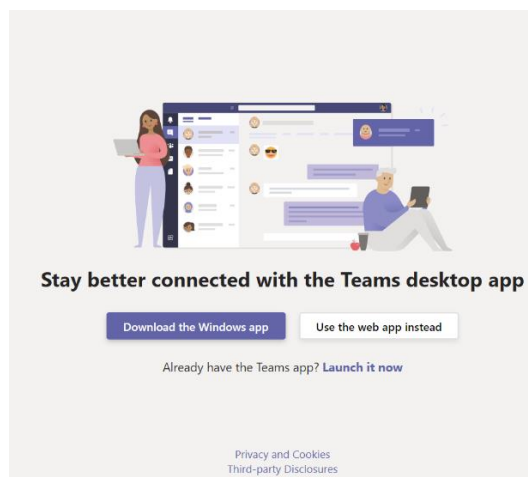 Stay better connected with the Teams desktop app
Download the Windows app
Use the web app instead
Already have the Teams app? Launch it now
Privacy and Cookies
Third-party Disclosures